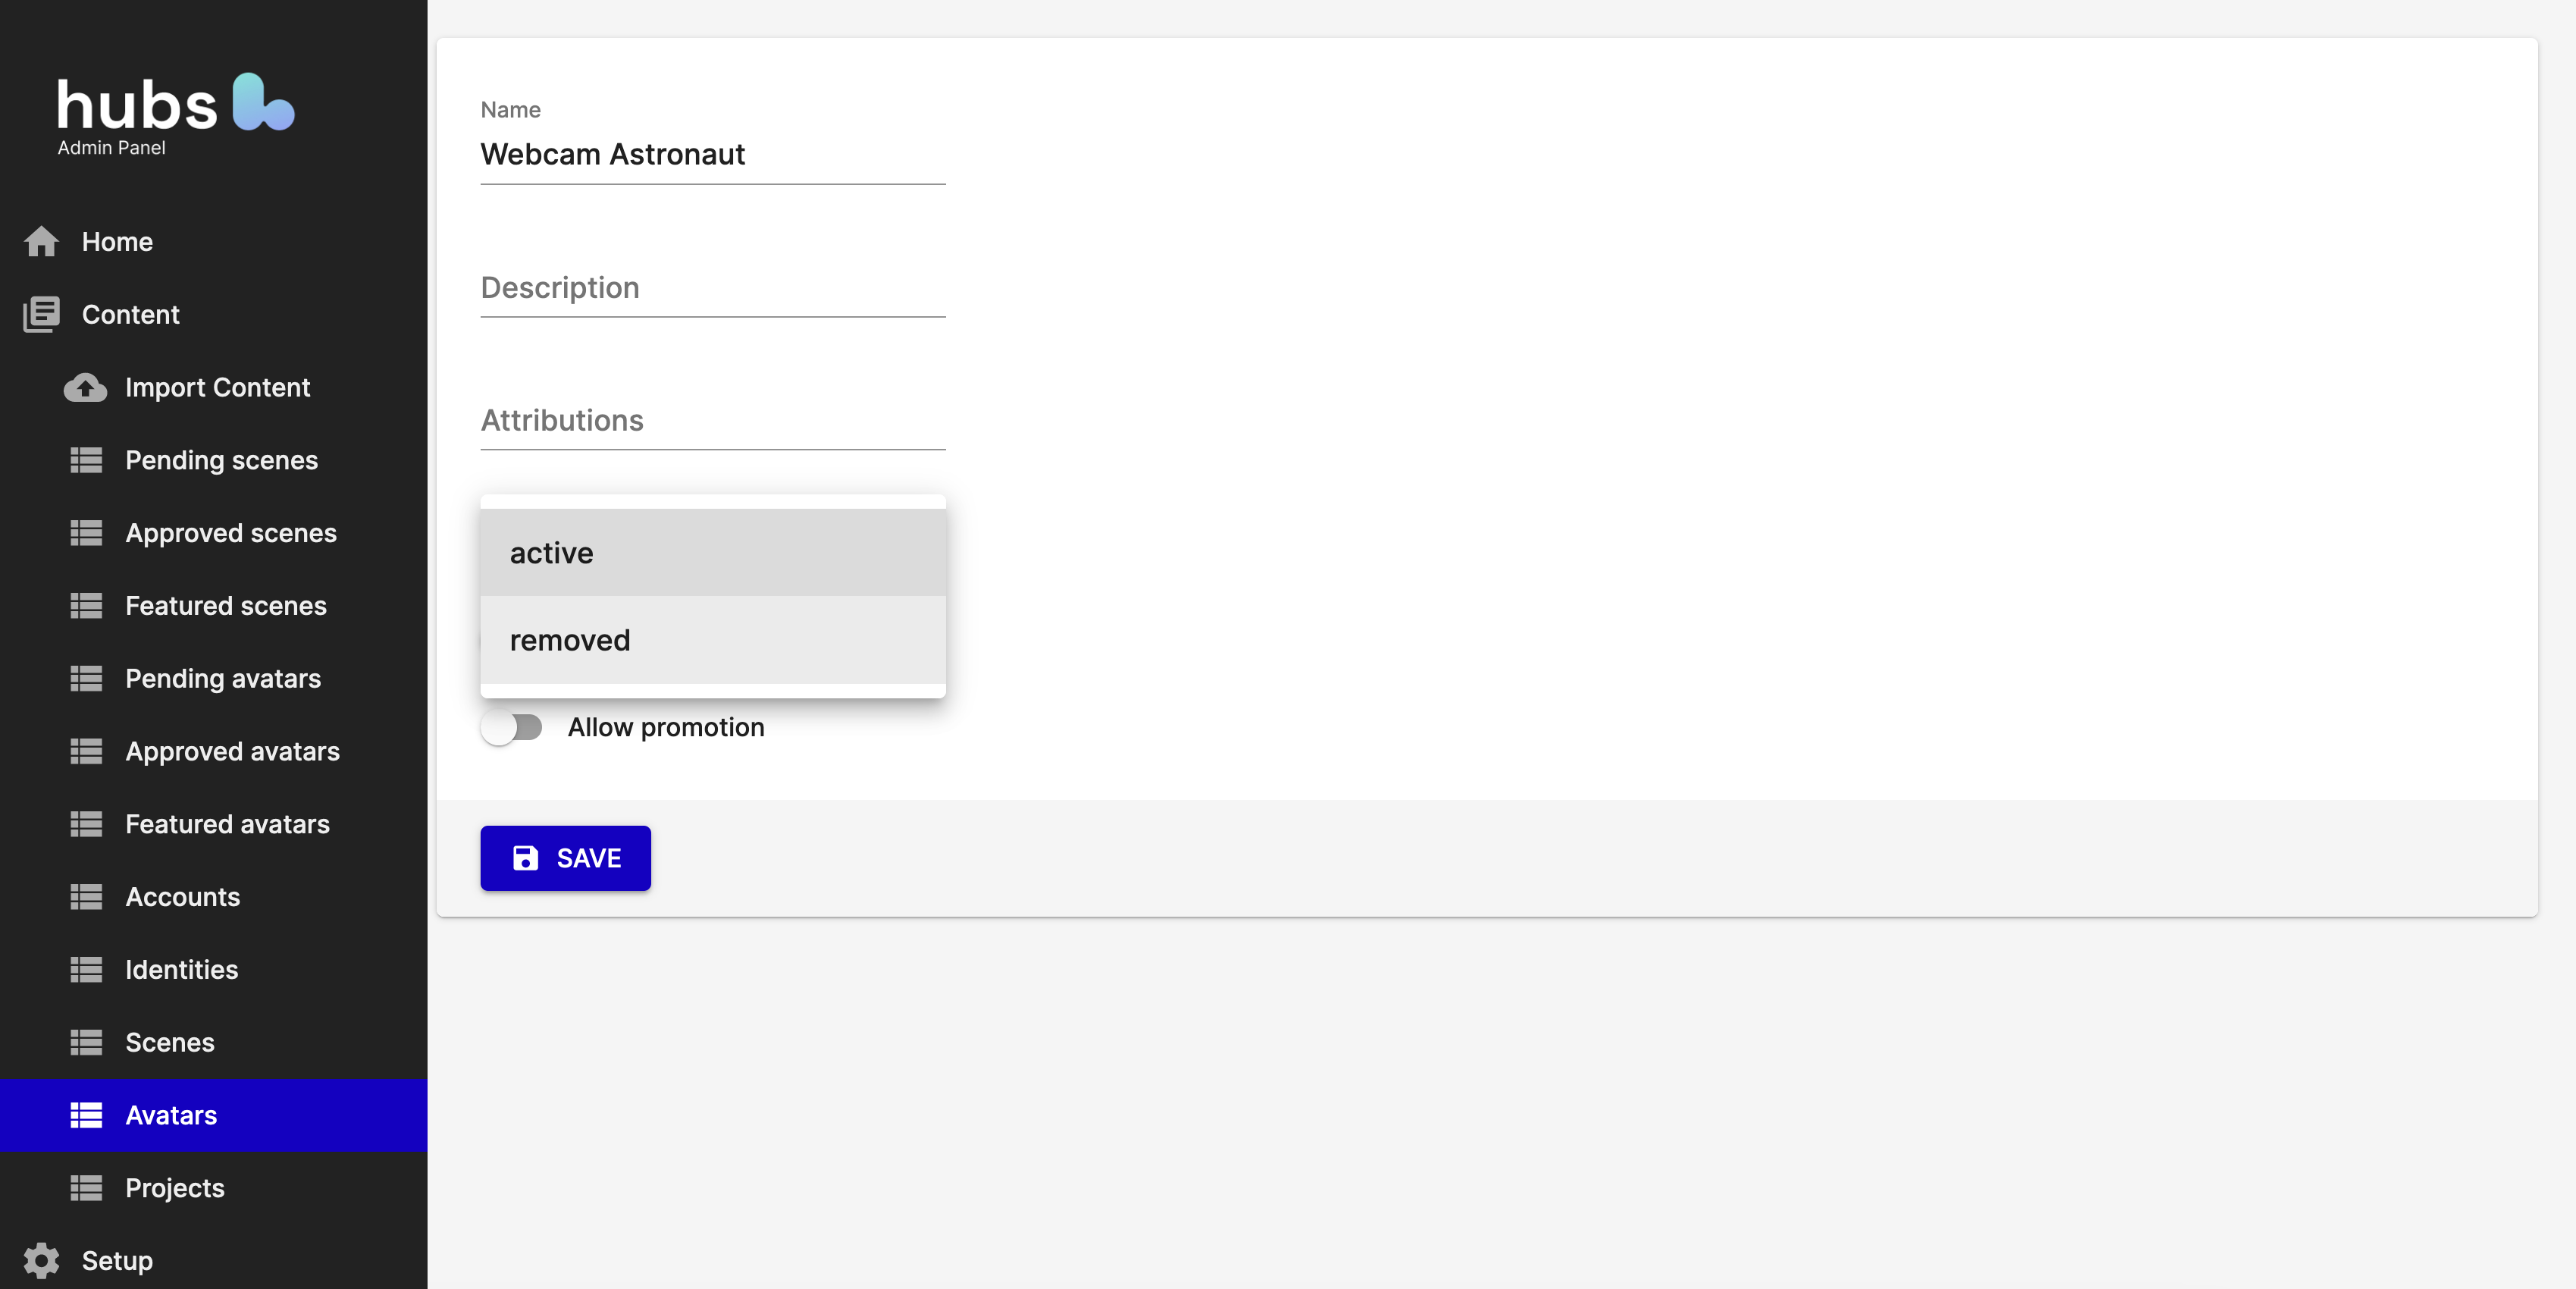 hubs
Admin Panel
Home
Content
Import Content
Pending scenes
Approved scenes
Featured scenes
Pending avatars
Approved avatars
Featured avatars
Accounts
Identities
Scenes
Avatars
Projects
Setup
Name
Webcam Astronaut
Description
Attributions
active
removed
Allow promotion
SAVE